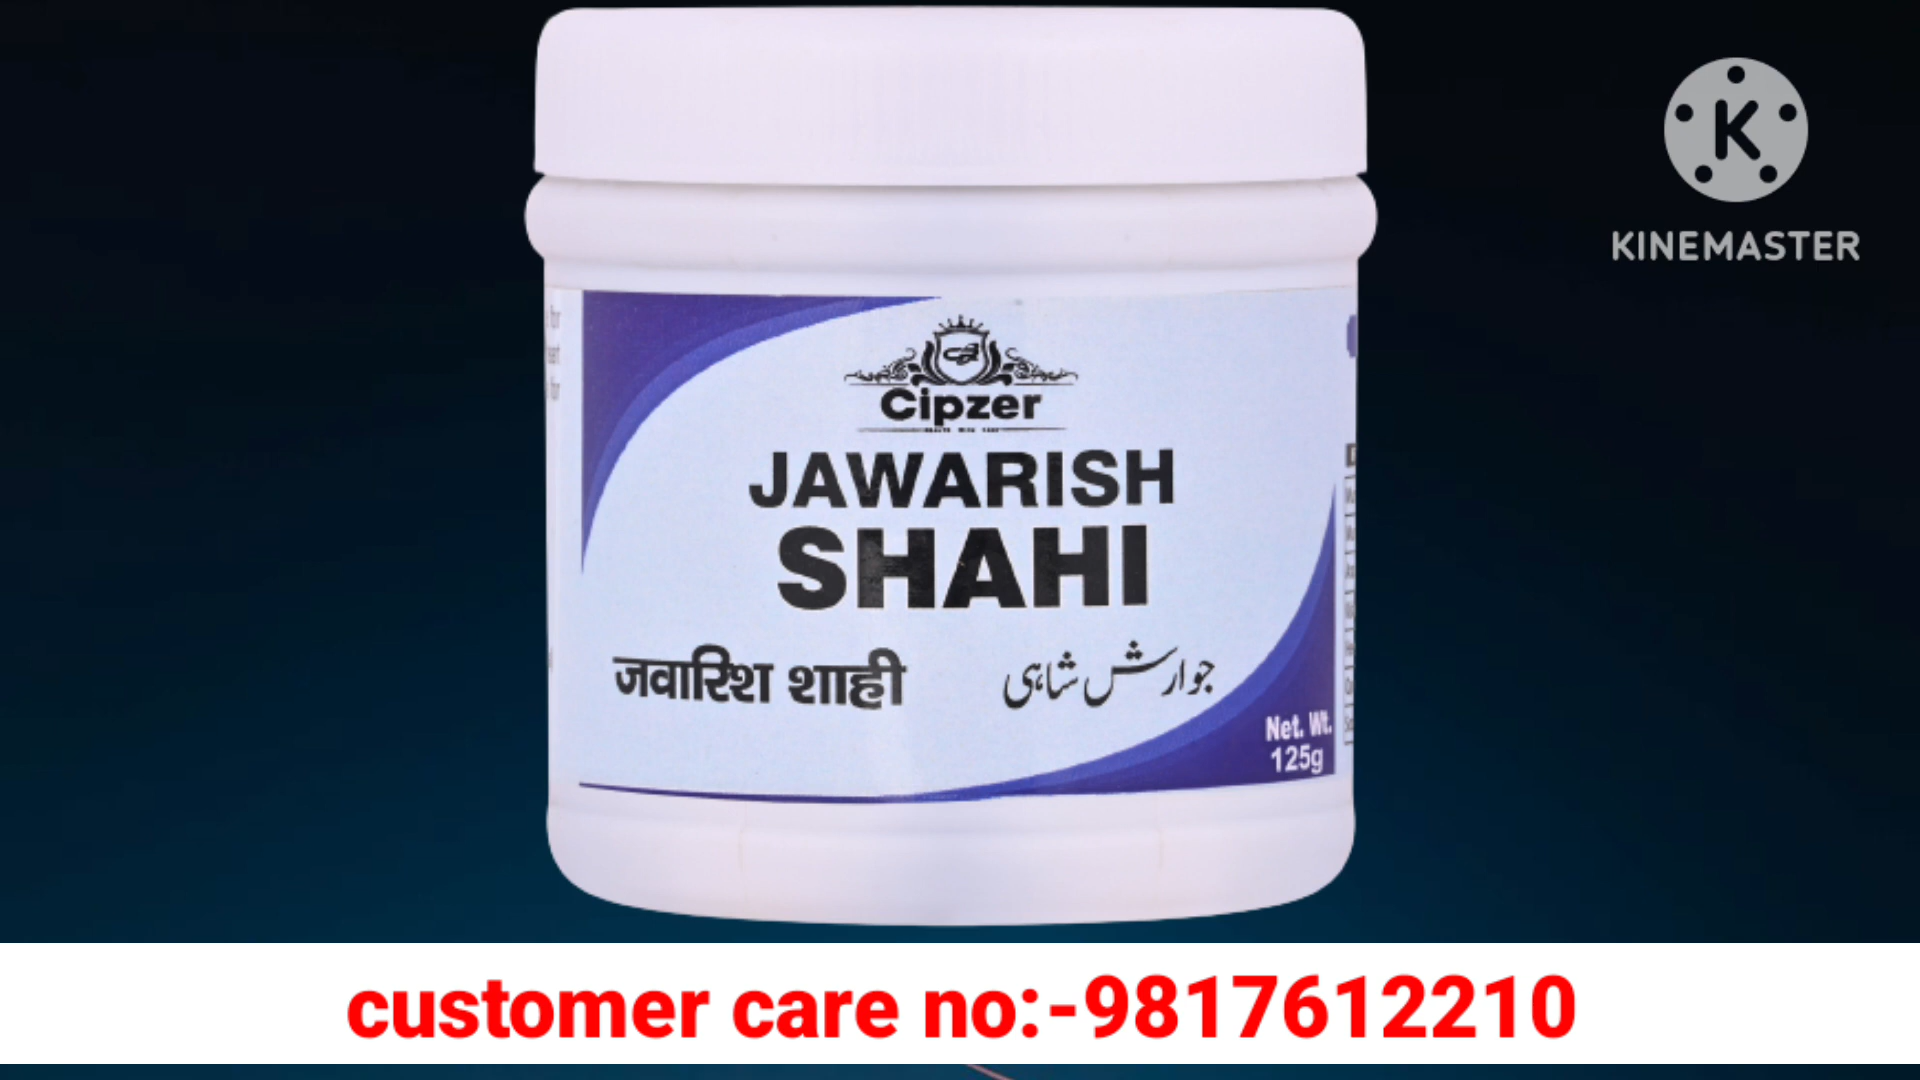 K
KINEMASTER
Cipzer
JAWARISH
SHAHI
जवारिश शाही
جوارش شاہی
Net. Wt.
125g
customer care no:-9817612210